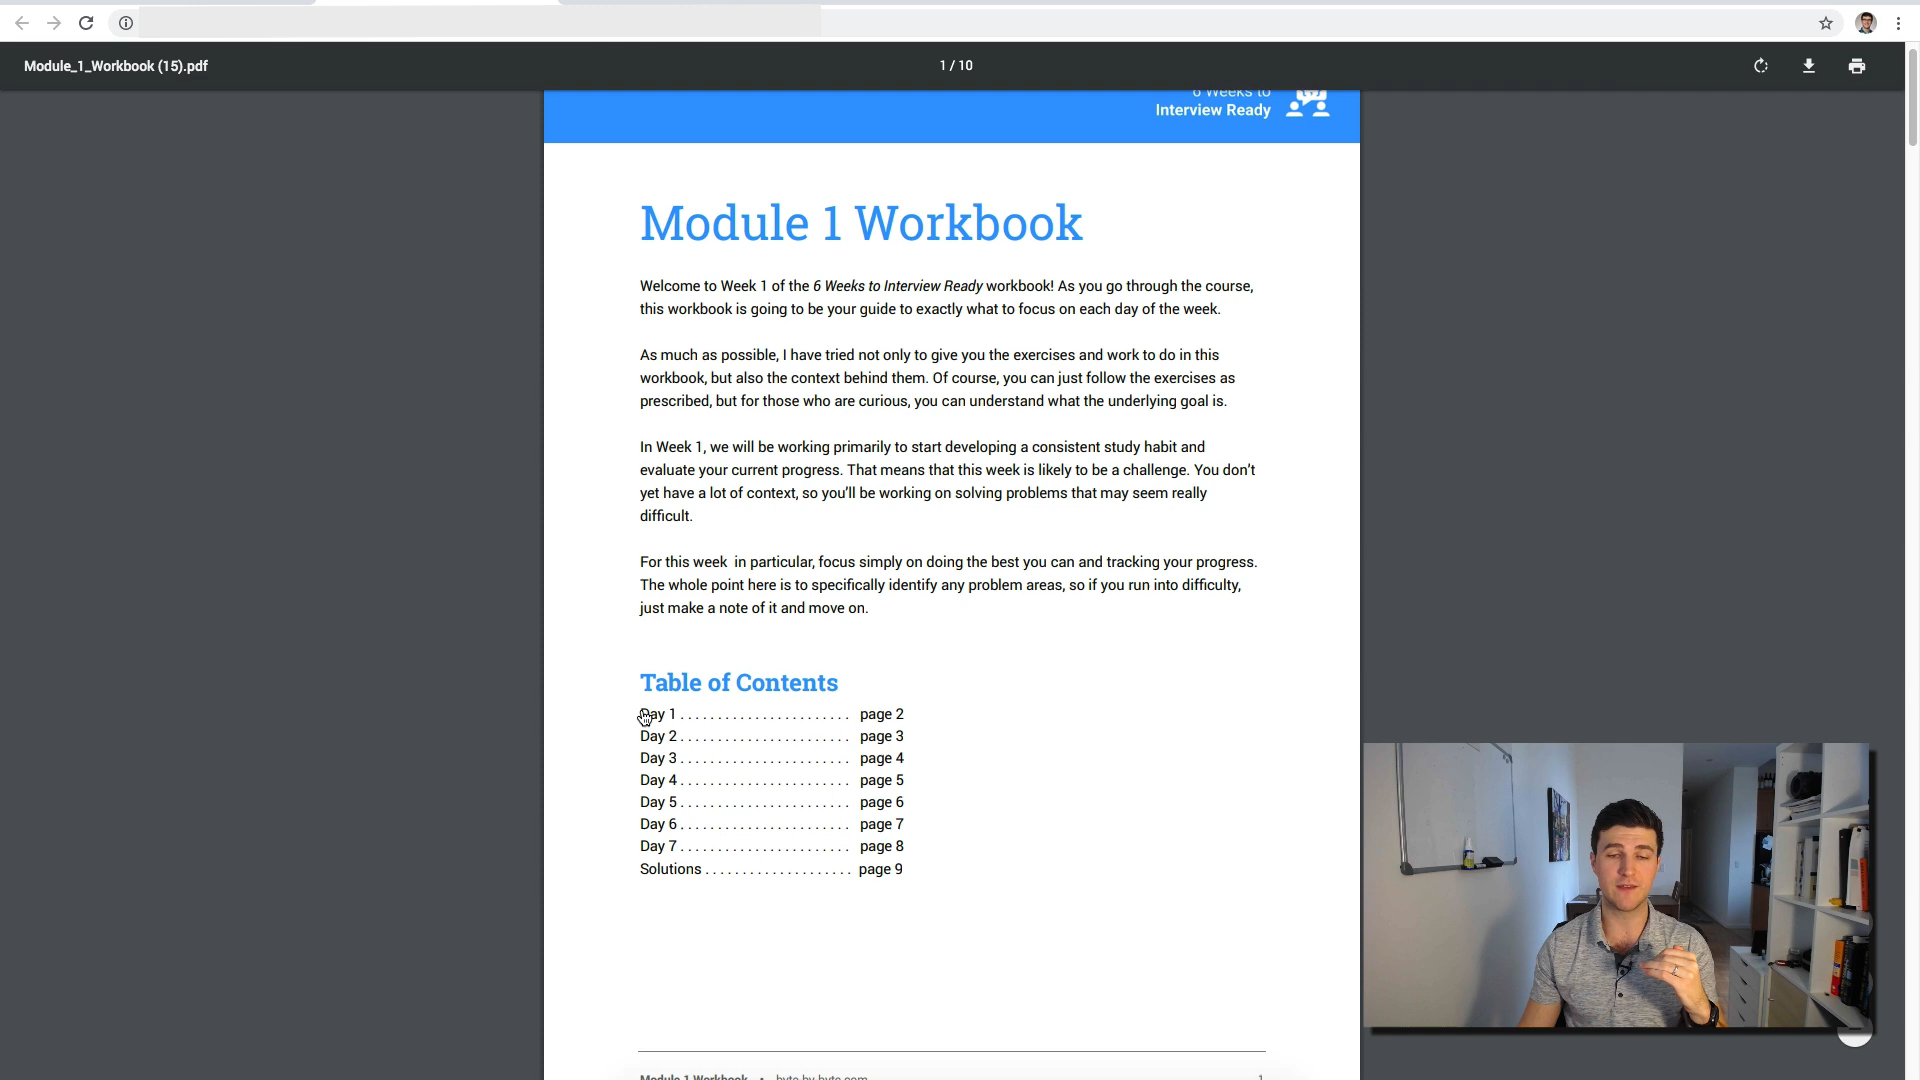 Module_1_Workbook (15).pdf
1 / 10
6 Weeks to
Interview Ready
Module 1 Workbook
Welcome to Week 1 of the 6 Weeks to Interview Ready workbook! As you go through the course,
this workbook is going to be your guide to exactly what to focus on each day of the week.
As much as possible, I have tried not only to give you the exercises and work to do in this
workbook, but also the context behind them. Of course, you can just follow the exercises as
prescribed, but for those who are curious, you can understand what the underlying goal is.
In Week 1, we will be working primarily to start developing a consistent study habit and
evaluate your current progress. That means that this week is likely to be a challenge. You don’t
yet have a lot of context, so you’ll be working on solving problems that may seem really
difficult.
For this week  in particular, focus simply on doing the best you can and tracking your progress.
The whole point here is to specifically identify any problem areas, so if you run into difficulty,
just make a note of it and move on.
Table of Contents
Day 1 . . . . . . . . . . . . . . . . . . . . . . . page 2
Day 2 . . . . . . . . . . . . . . . . . . . . . . . page 3
Day 3 . . . . . . . . . . . . . . . . . . . . . . . page 4
Day 4 . . . . . . . . . . . . . . . . . . . . . . . page 5
Day 5 . . . . . . . . . . . . . . . . . . . . . . . page 6
Day 6 . . . . . . . . . . . . . . . . . . . . . . . page 7
Day 7 . . . . . . . . . . . . . . . . . . . . . . . page 8
Solutions . . . . . . . . . . . . . . . . . . . . page 9
Module 1 Workbook • byte-by-byte.com 1